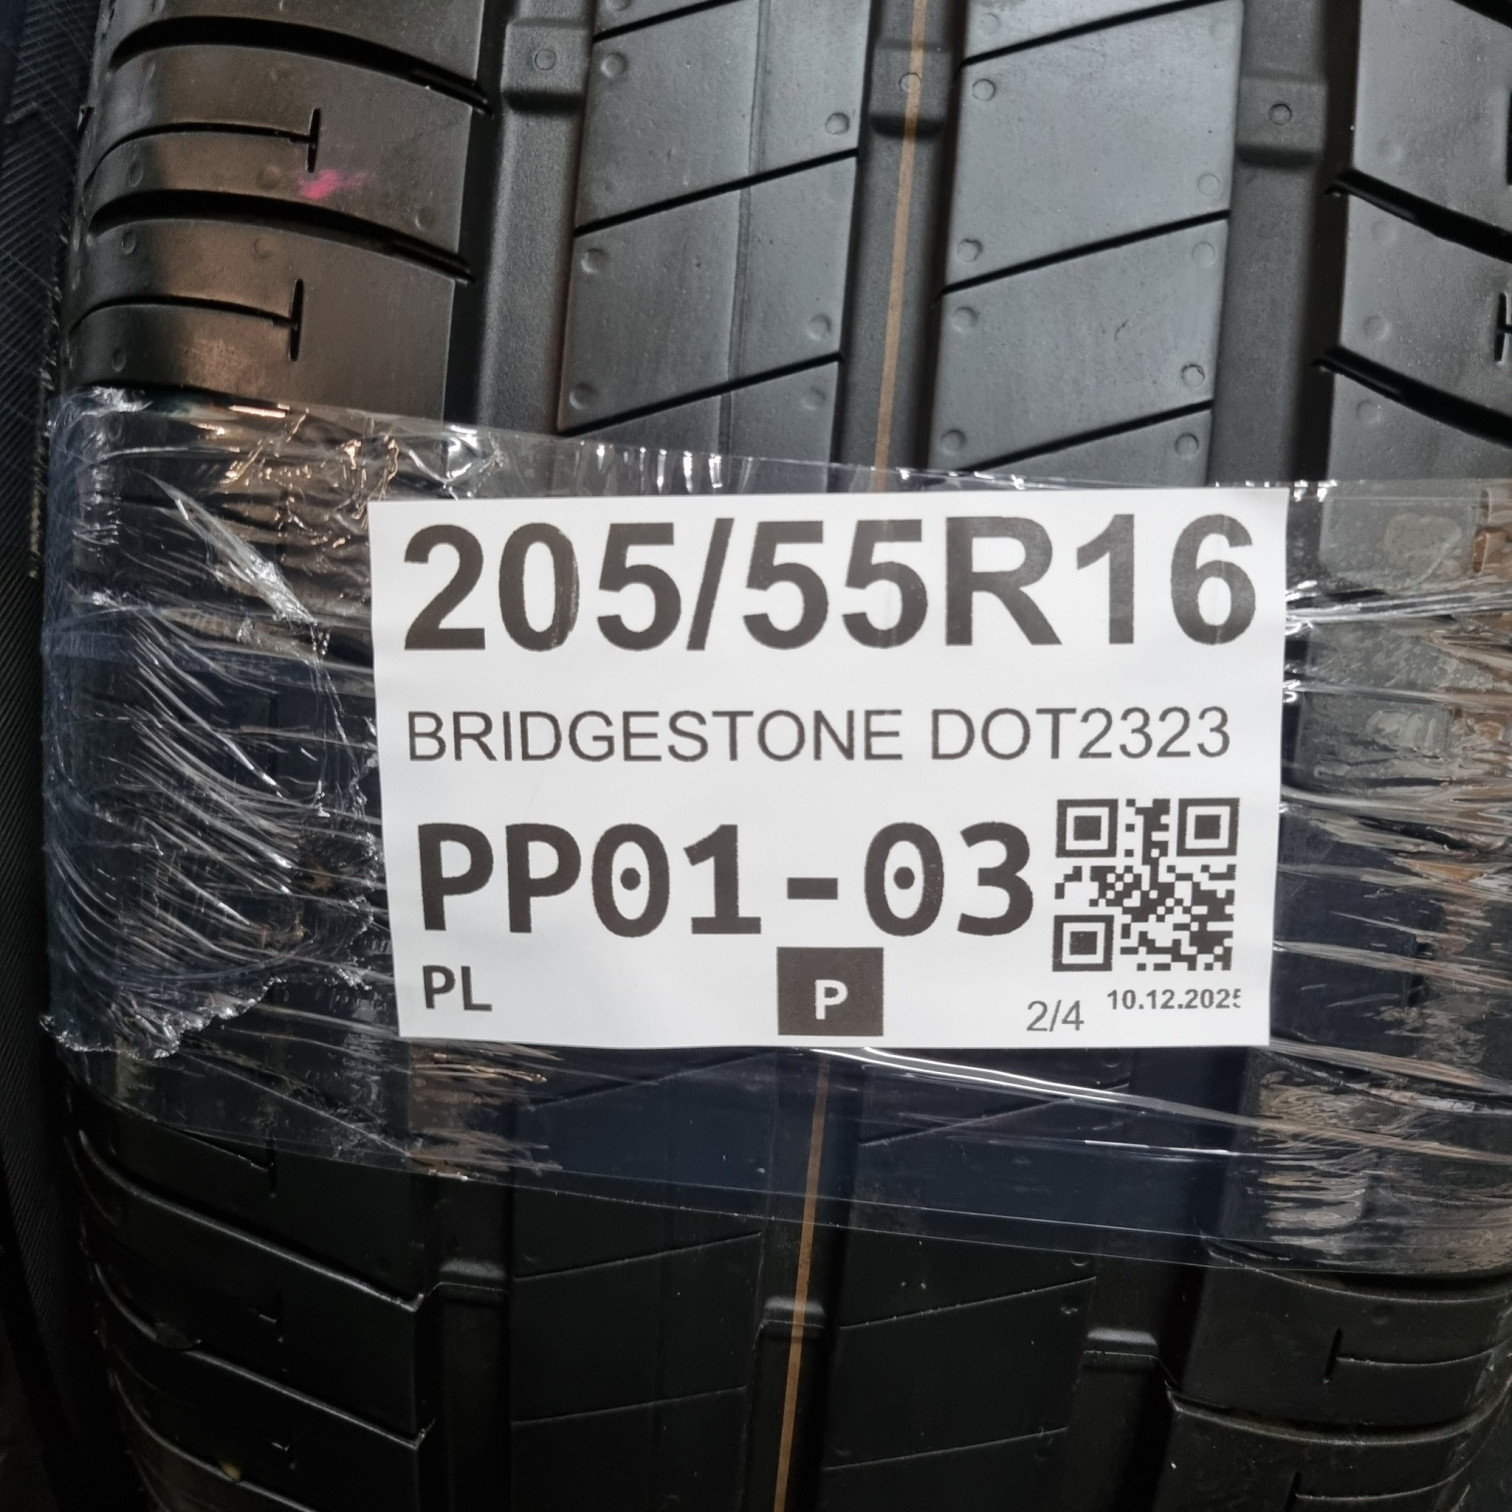 205/55R16
BRIDGESTONE DOT2323
PP01-03
PL
P
2/4 10.12.2025